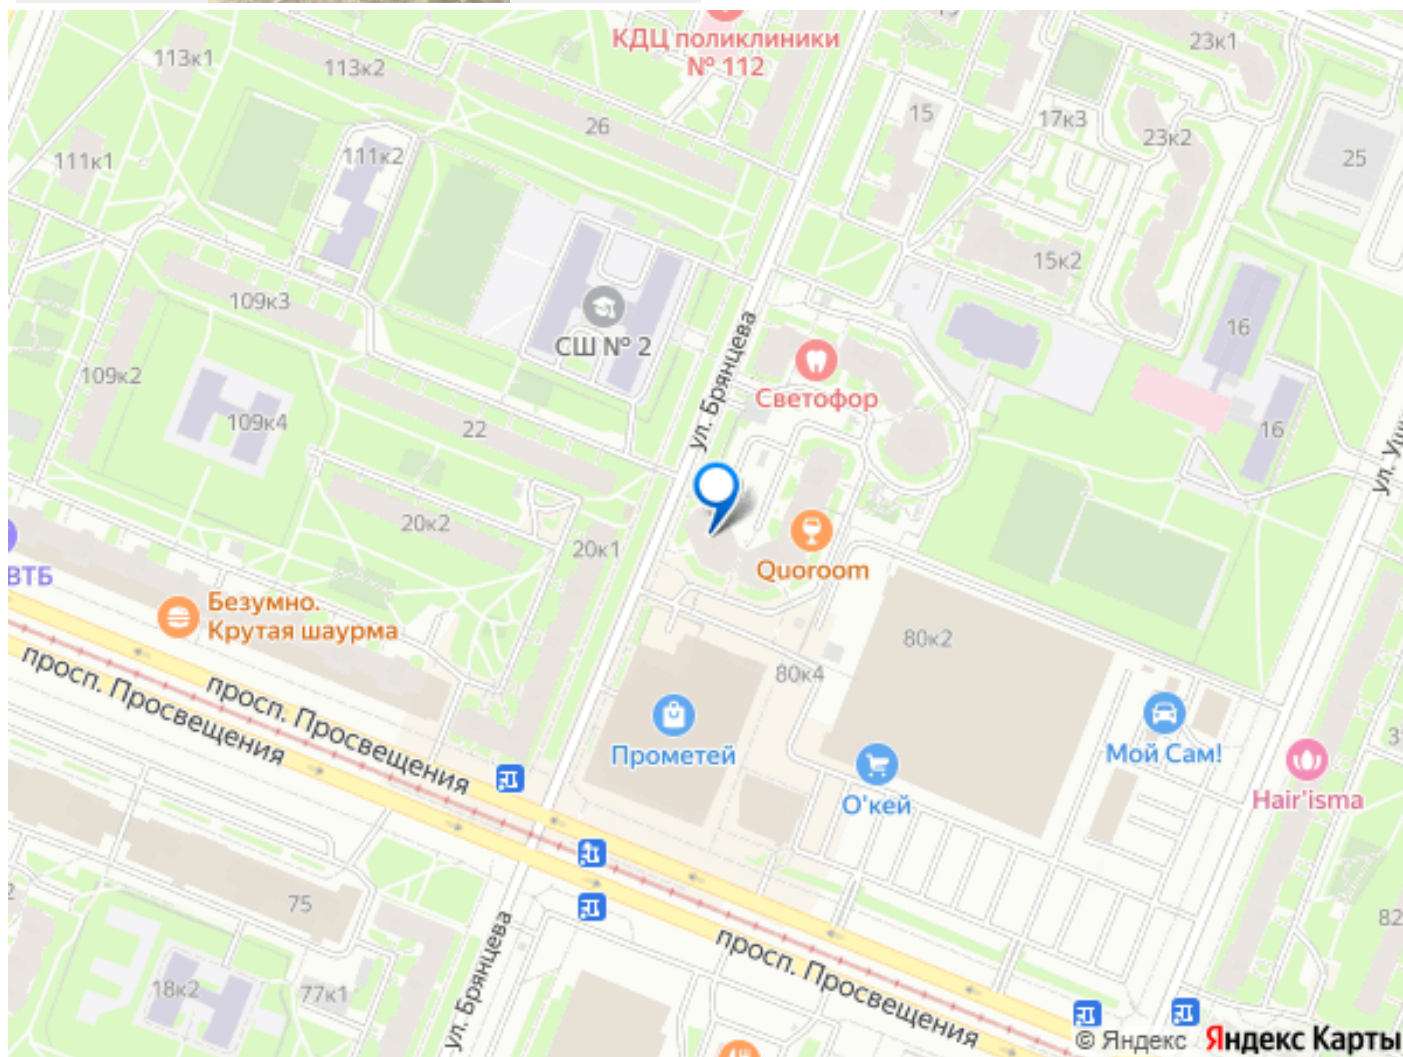 КДЦ поликлиники
№ 112
23к1
113к1
113к2
26
15
17к3
23к2
25
111к1
111к2
15к2
109к3
СШ № 2
16
109к2
Светофор
ул. Брянцева
109к4
22
16
20к2
20к1
ВТБ
Quoroom
Безумно.
Крутая шаурма
80к2
80к4
просп. Просвещения
просп. Просвещения
Прометей
Мой Сам!
О'кей
Hair'isma
75
82
18к2
77к1
ул. Брянцева
просп. Просвещения
© Яндекс Яндекс Карты